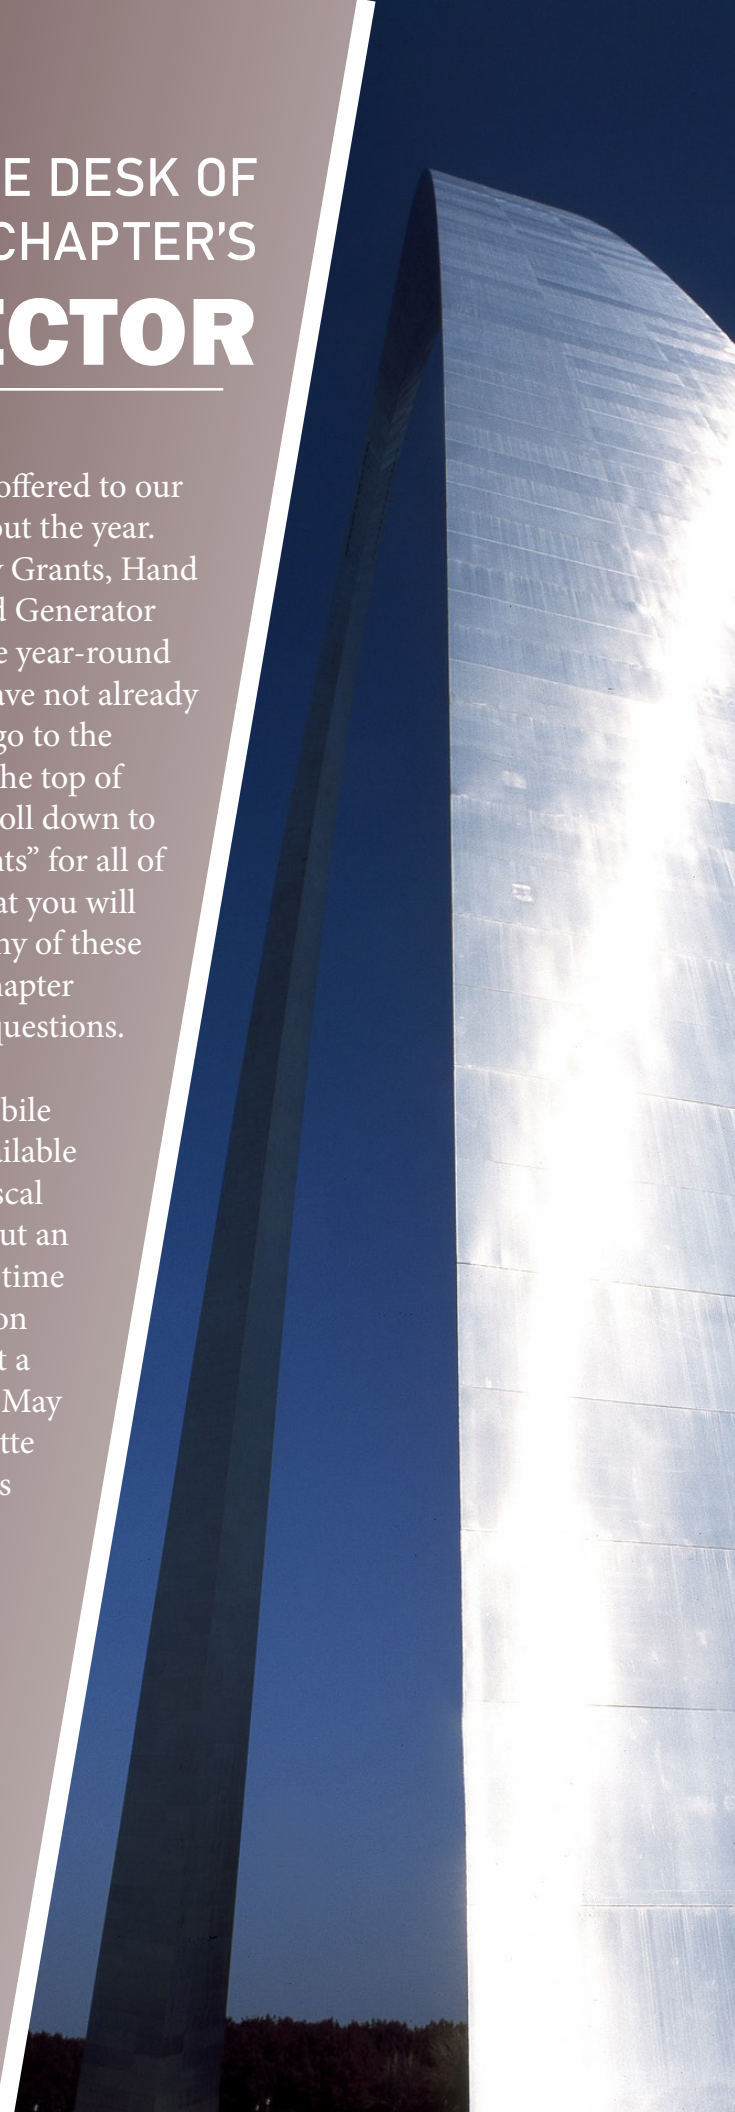 E DESK OF
CHAPTER'S
ECTOR
offered to our
out the year.
y Grants, Hand
d Generator
e year-round
ave not already
go to the
he top of
oll down to
nts” for all of
at you will
ny of these
hapter
questions.
bile
ailable
scal
ut an
time
on
t a
May
tte
s